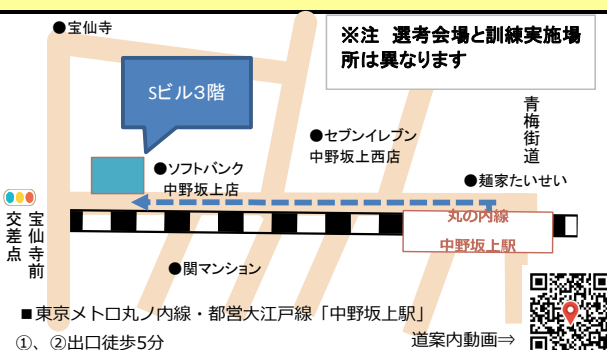 ●宝仙寺
※注 選考会場と訓練実施場
所は異なります
Sビル３階
青梅街道
●セブンイレブン
中野坂上西店
●ソフトバンク
中野坂上店
●麺家たいせい
宝仙寺前
交差点
丸の内線
中野坂上駅
●関マンション
■東京メトロ丸ノ内線・都営大江戸線「中野坂上駅」
①、②出口徒歩5分
道案内動画⇒